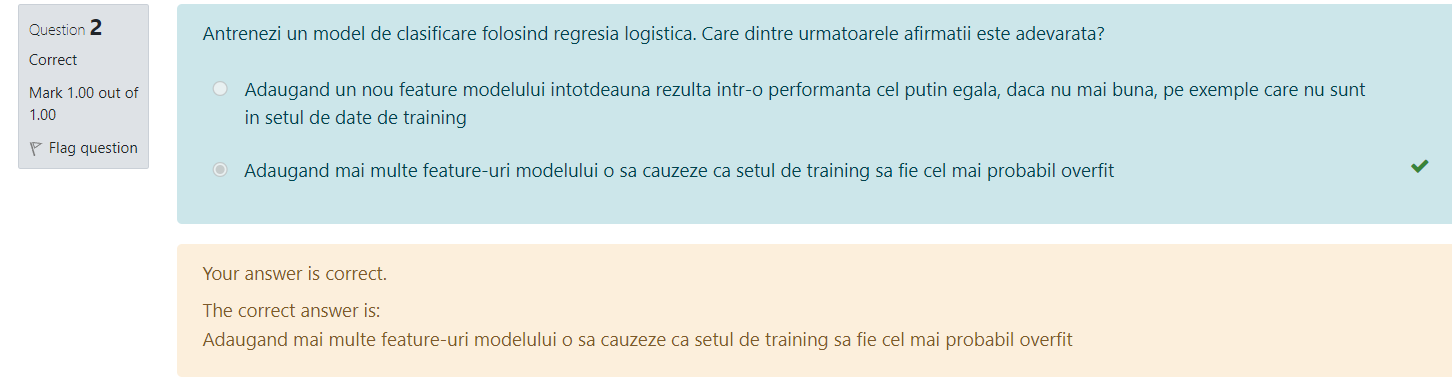 Question 2
Correct
Mark 1.00 out of
1.00
Flag question
Antrenezi un model de clasificare folosind regresia logistica. Care dintre urmatoarele afirmatii este adevarata?
Adaugand un nou feature modelului intotdeauna rezulta intr-o performanta cel putin egala, daca nu mai buna, pe exemple care nu sunt
in setul de date de training
Adaugand mai multe feature-uri modelului o sa cauzeze ca setul de training sa fie cel mai probabil overfit
Your answer is correct.
The correct answer is:
Adaugand mai multe feature-uri modelului o sa cauzeze ca setul de training sa fie cel mai probabil overfit